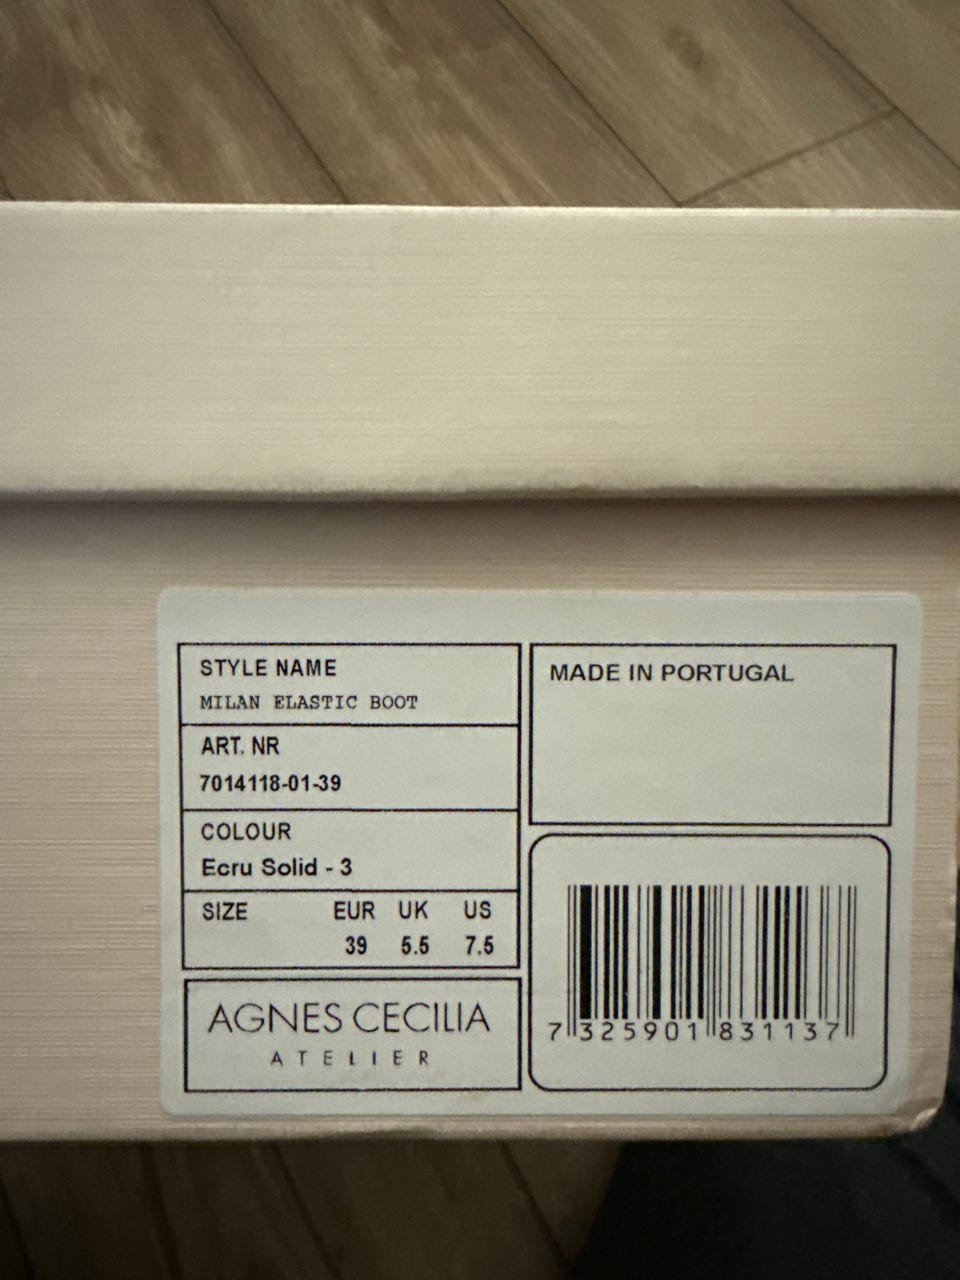 STYLE NAME
MILAN ELASTIC BOOT
ART. NR
7014118-01-39
COLOUR
Ecru Solid - 3
SIZE EUR UK US
39 5.5 7.5
AGNES CECILIA
ATELIER
MADE IN PORTUGAL
7 325901 831137